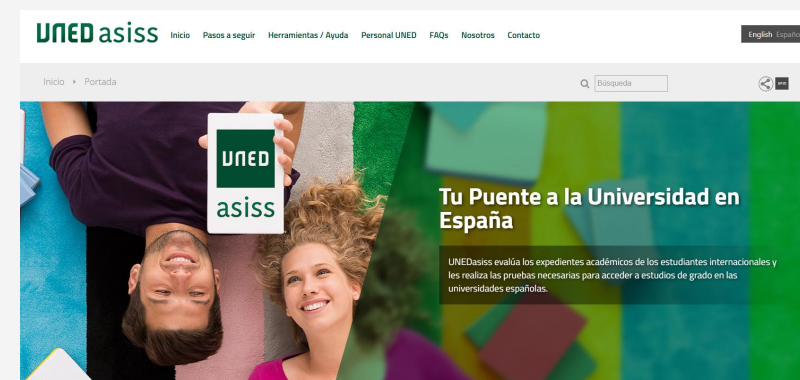 UNED asiss Inicio Pasos a seguir Herramientas / Ayuda Personal UNED FAQs Nosotros Contacto English Españo
Inicio ▸ Portada Búsqueda
UNED
asiss
Tu Puente a la Universidad en
España
UNEDasiss evalúa los expedientes académicos de los estudiantes internacionales y
les realiza las pruebas necesarias para acceder a estudios de grado en las
universidades españolas.